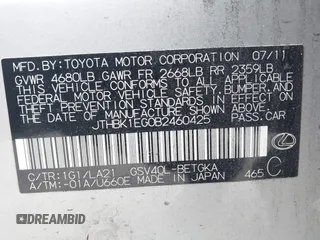 MFD.BY: TOYOTA MOTOR CORPORATION 07/11
GVWR 4680LB GAWR FR 2668LB RR 2359LB
THIS VEHICLE CONFORMS TO ALL APPLICABLE
FEDERAL MOTOR VEHICLE SAFETY, BUMPER, AND
THEFT PREVENTION STANDARDS IN EFFECT ON
THE DATE OF MANUFACTURE SHOWN ABOVE.
JTHBK1EG0B2460425 PASS.CAR
C/TR:1G1/LA21 GSV40L-BETGKA
A/TM:-01A/U660E MADE IN JAPAN 465 C
DCARS.BID